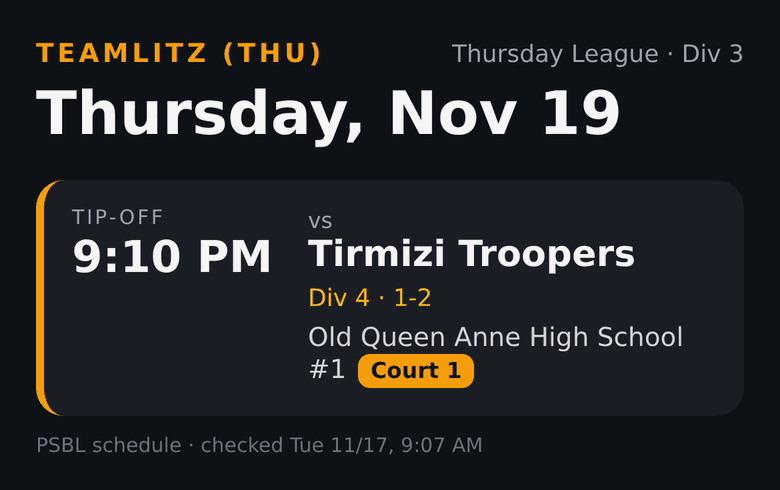 TEAMLITZ (THU)
Thursday League · Div 3
Thursday, Nov 19
TIP-OFF
9:10 PM
vs
Tirmizi Troopers
Div 4 · 1-2
Old Queen Anne High School
#1 Court 1
PSBL schedule · checked Tue 11/17, 9:07 AM